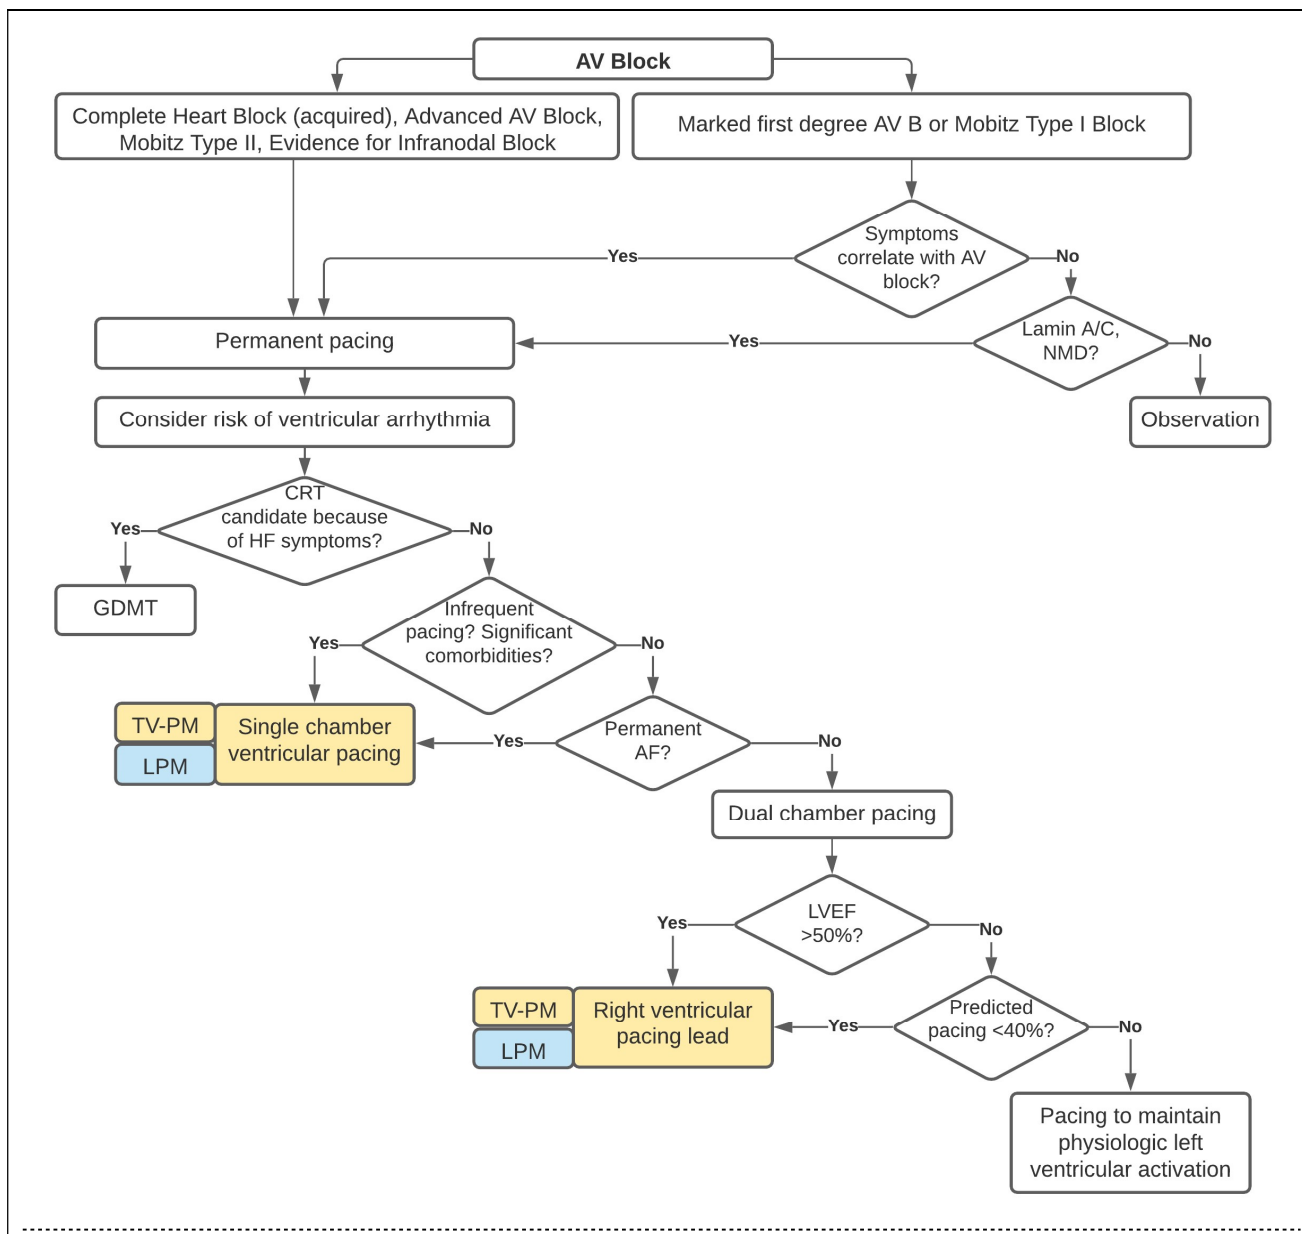 AV Block
Complete Heart Block (acquired), Advanced AV Block,
Mobitz Type II, Evidence for Infranodal Block
Marked first degree AV B or Mobitz Type I Block
Symptoms
correlate with AV
block?
Yes
No
Lamin A/C,
NMD?
Yes
No
Permanent pacing
Observation
Consider risk of ventricular arrhythmia
CRT
candidate because
of HF symptoms?
Yes
No
GDMT
Infrequent
pacing? Significant
comorbidities?
Yes
No
TV-PM
LPM
Single chamber
ventricular pacing
Permanent
AF?
Yes
No
Dual chamber pacing
LVEF
>50%?
Yes
No
TV-PM
LPM
Right ventricular
pacing lead
Predicted
pacing <40%?
Yes
No
Pacing to maintain
physiologic left
ventricular activation